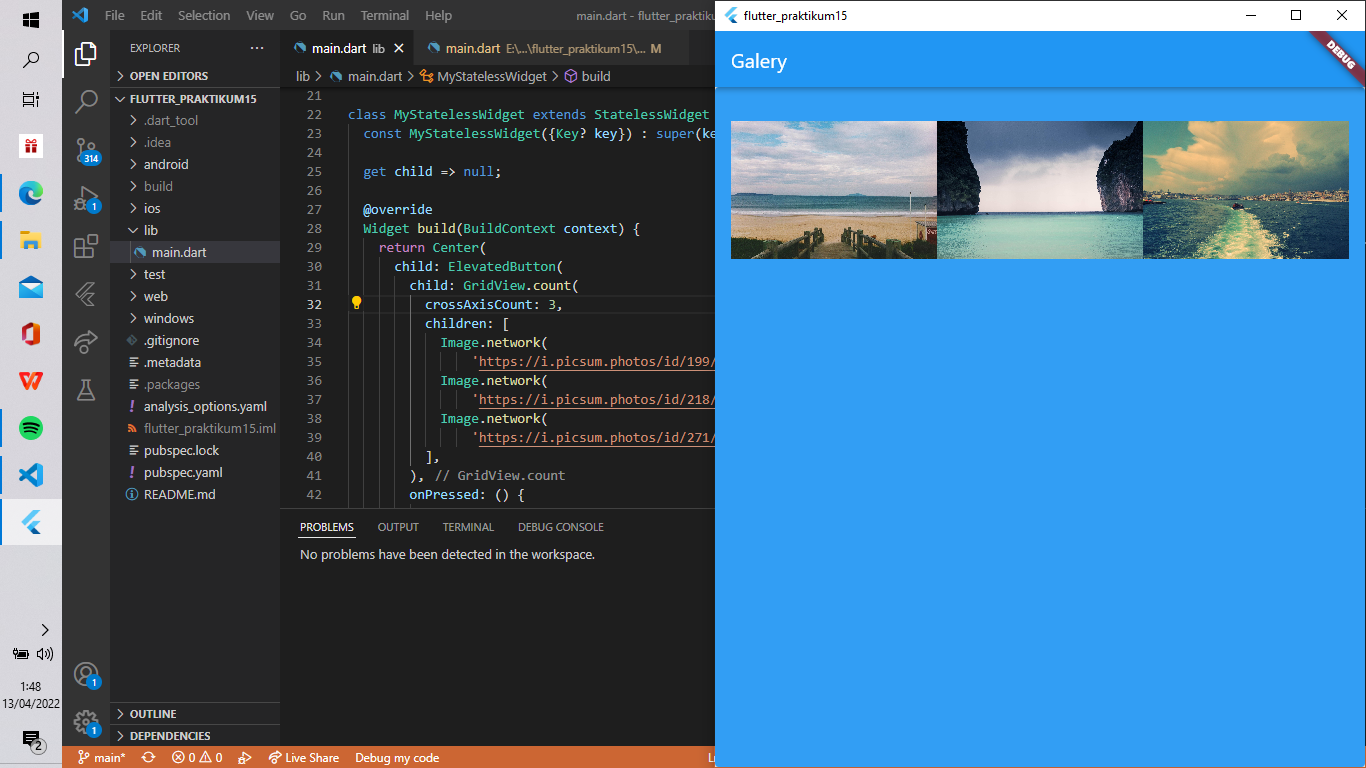 File Edit Selection View Go Run Terminal Help
main.dart - flutter_praktikum
flutter_praktikum15
EXPLORER
OPEN EDITORS
FLUTTER_PRAKTIKUM15
.dart_tool
.idea
android
build
ios
lib
main.dart
test
web
windows
.gitignore
.metadata
.packages
analysis_options.yaml
flutter_praktikum15.iml
pubspec.lock
pubspec.yaml
README.md
OUTLINE
DEPENDENCIES
314
1
1
1
main.dart lib
main.dart E:\...\flutter_praktikum15\... M
lib > main.dart > MyStatelessWidget > build
21
22 class MyStatelessWidget extends StatelessWidget
23 const MyStatelessWidget({Key? key}) : super(ke
24
25 get child => null;
26
27 @override
28 Widget build(BuildContext context) {
29 return Center(
30 child: ElevatedButton(
31 child: GridView.count(
32 crossAxisCount: 3,
33 children: [
34 Image.network(
35 'https://i.picsum.photos/id/199/
36 Image.network(
37 'https://i.picsum.photos/id/218/
38 Image.network(
39 'https://i.picsum.photos/id/271/
40 ],
41 ), // GridView.count
42 onPressed: () {
PROBLEMS OUTPUT TERMINAL DEBUG CONSOLE
No problems have been detected in the workspace.
Galery
DEBUG
main* 0 0 Live Share Debug my code
1:48
13/04/2022
2